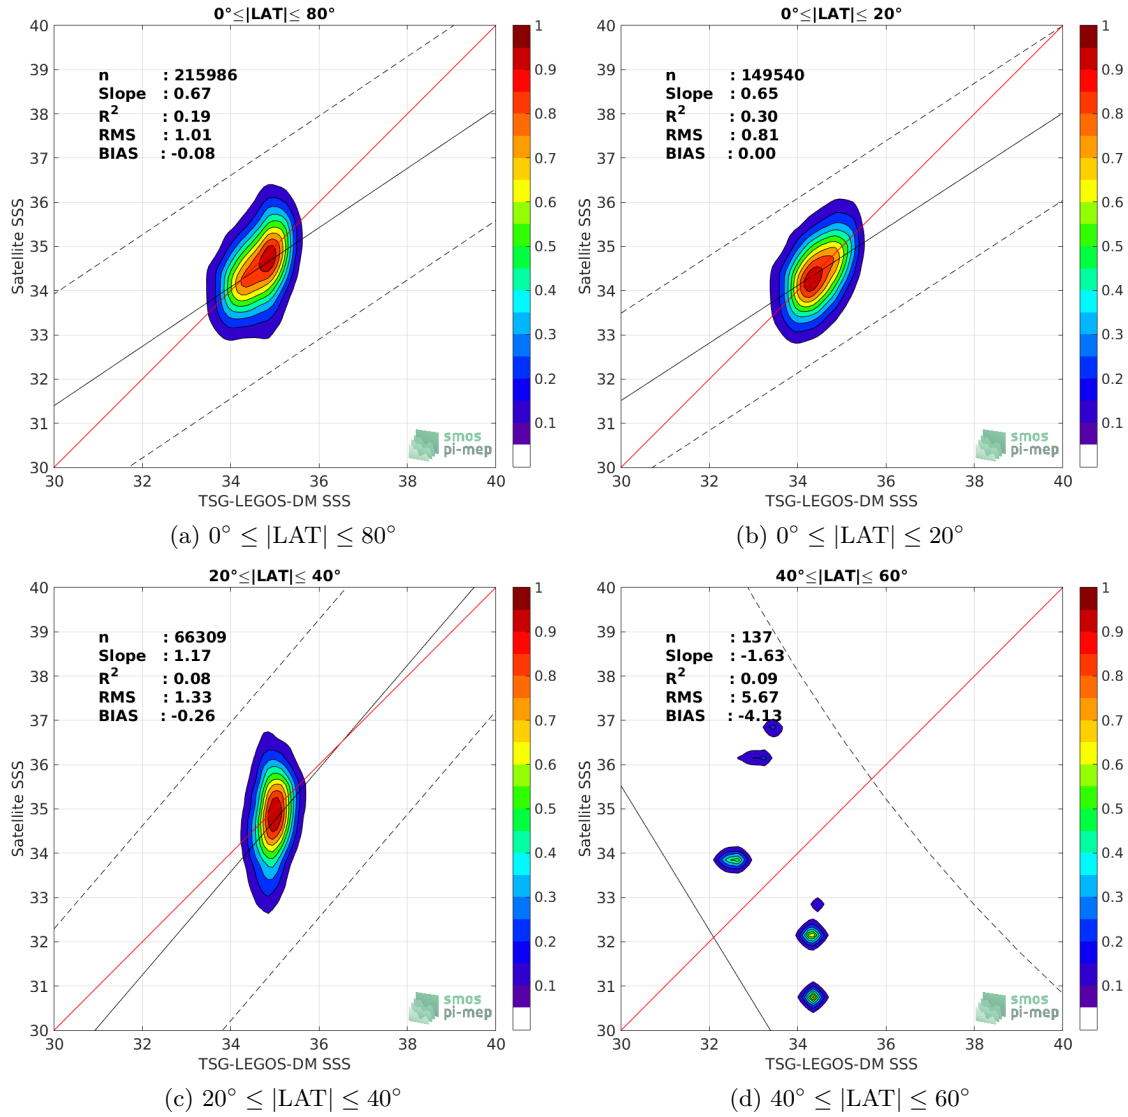 0°≤|LAT|≤ 80°
40
39
38
37
36
35
34
33
32
31
30
Satellite SSS
n : 215986
Slope : 0.67
R² : 0.19
RMS : 1.01
BIAS : -0.08
smos
pi-mep
30 32 34 36 38 40
TSG-LEGOS-DM SSS
1
0.9
0.8
0.7
0.6
0.5
0.4
0.3
0.2
0.1
(a) 0° ≤ |LAT| ≤ 80°
0°≤|LAT|≤ 20°
40
39
38
37
36
35
34
33
32
31
30
Satellite SSS
n : 149540
Slope : 0.65
R² : 0.30
RMS : 0.81
BIAS : 0.00
smos
pi-mep
30 32 34 36 38 40
TSG-LEGOS-DM SSS
1
0.9
0.8
0.7
0.6
0.5
0.4
0.3
0.2
0.1
(b) 0° ≤ |LAT| ≤ 20°
20°≤|LAT|≤ 40°
40
39
38
37
36
35
34
33
32
31
30
Satellite SSS
n : 66309
Slope : 1.17
R² : 0.08
RMS : 1.33
BIAS : -0.26
smos
pi-mep
30 32 34 36 38 40
TSG-LEGOS-DM SSS
1
0.9
0.8
0.7
0.6
0.5
0.4
0.3
0.2
0.1
(c) 20° ≤ |LAT| ≤ 40°
40°≤|LAT|≤ 60°
40
39
38
37
36
35
34
33
32
31
30
Satellite SSS
n : 137
Slope : -1.63
R² : 0.09
RMS : 5.67
BIAS : -4.13
smos
pi-mep
30 32 34 36 38 40
TSG-LEGOS-DM SSS
1
0.9
0.8
0.7
0.6
0.5
0.4
0.3
0.2
0.1
(d) 40° ≤ |LAT| ≤ 60°